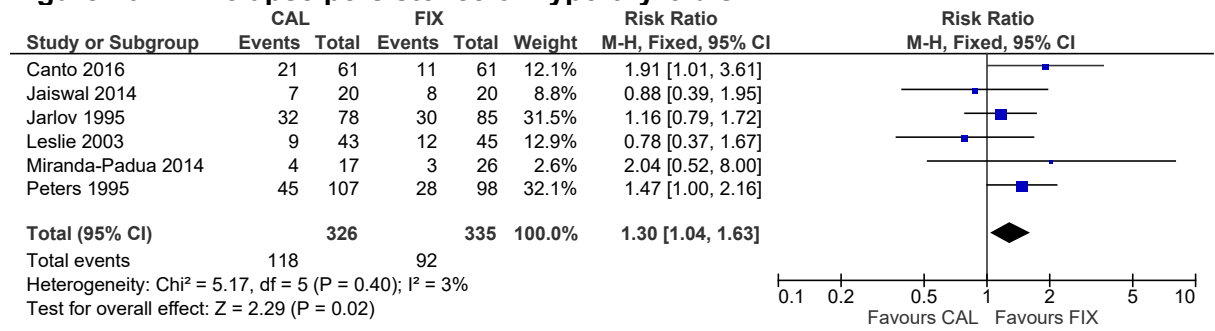 CAL FIX Risk Ratio Risk Ratio
Study or Subgroup Events Total Events Total Weight M-H, Fixed, 95% CI M-H, Fixed, 95% CI
Canto 2016 21 61 11 61 12.1% 1.91 [1.01, 3.61]
Jaiswal 2014 7 20 8 20 8.8% 0.88 [0.39, 1.95]
Jarlov 1995 32 78 30 85 31.5% 1.16 [0.79, 1.72]
Leslie 2003 9 43 12 45 12.9% 0.78 [0.37, 1.67]
Miranda-Padua 2014 4 17 3 26 2.6% 2.04 [0.52, 8.00]
Peters 1995 45 107 28 98 32.1% 1.47 [1.00, 2.16]
Total (95% CI) 326 335 100.0% 1.30 [1.04, 1.63]
Total events 118 92
Heterogeneity: Chi² = 5.17, df = 5 (P = 0.40); I² = 3%
Test for overall effect: Z = 2.29 (P = 0.02)
0.1 0.2 0.5 1 2 5 10
Favours CAL Favours FIX